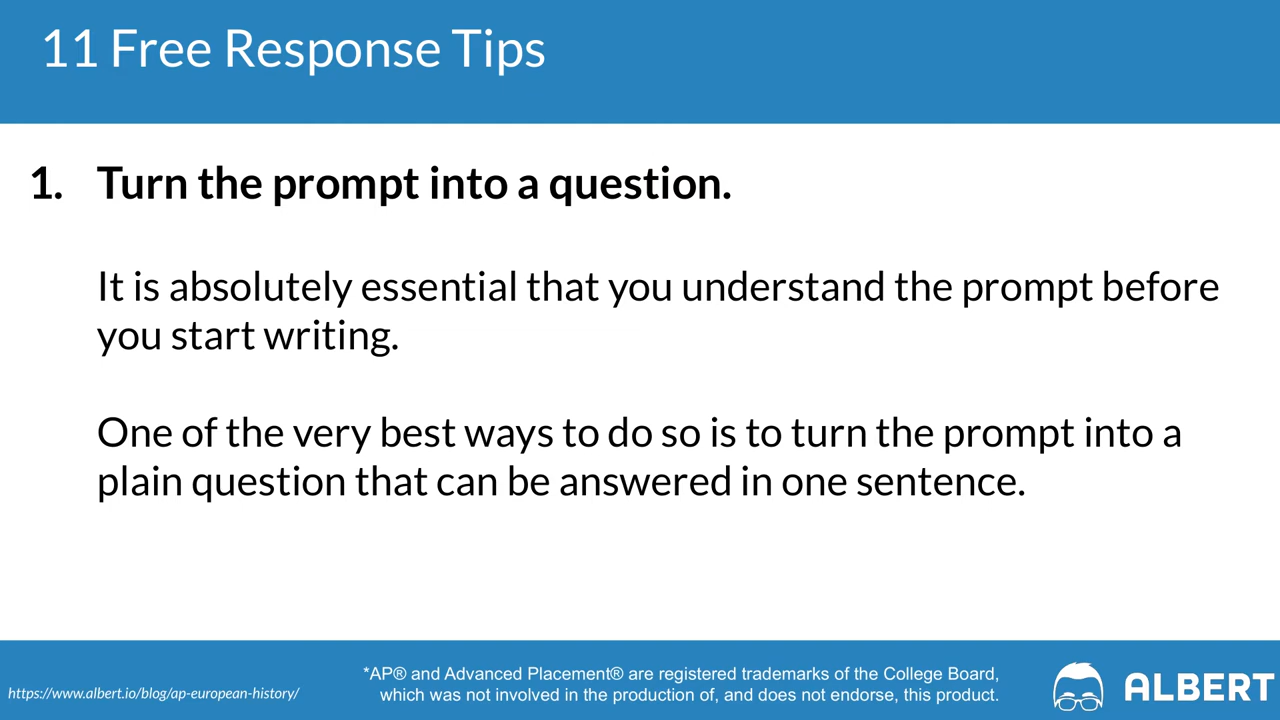 11 Free Response Tips
1. Turn the prompt into a question.
It is absolutely essential that you understand the prompt before
you start writing.
One of the very best ways to do so is to turn the prompt into a
plain question that can be answered in one sentence.
https://www.albert.io/blog/ap-european-history/
*AP® and Advanced Placement® are registered trademarks of the College Board,
which was not involved in the production of, and does not endorse, this product.
ALBERT